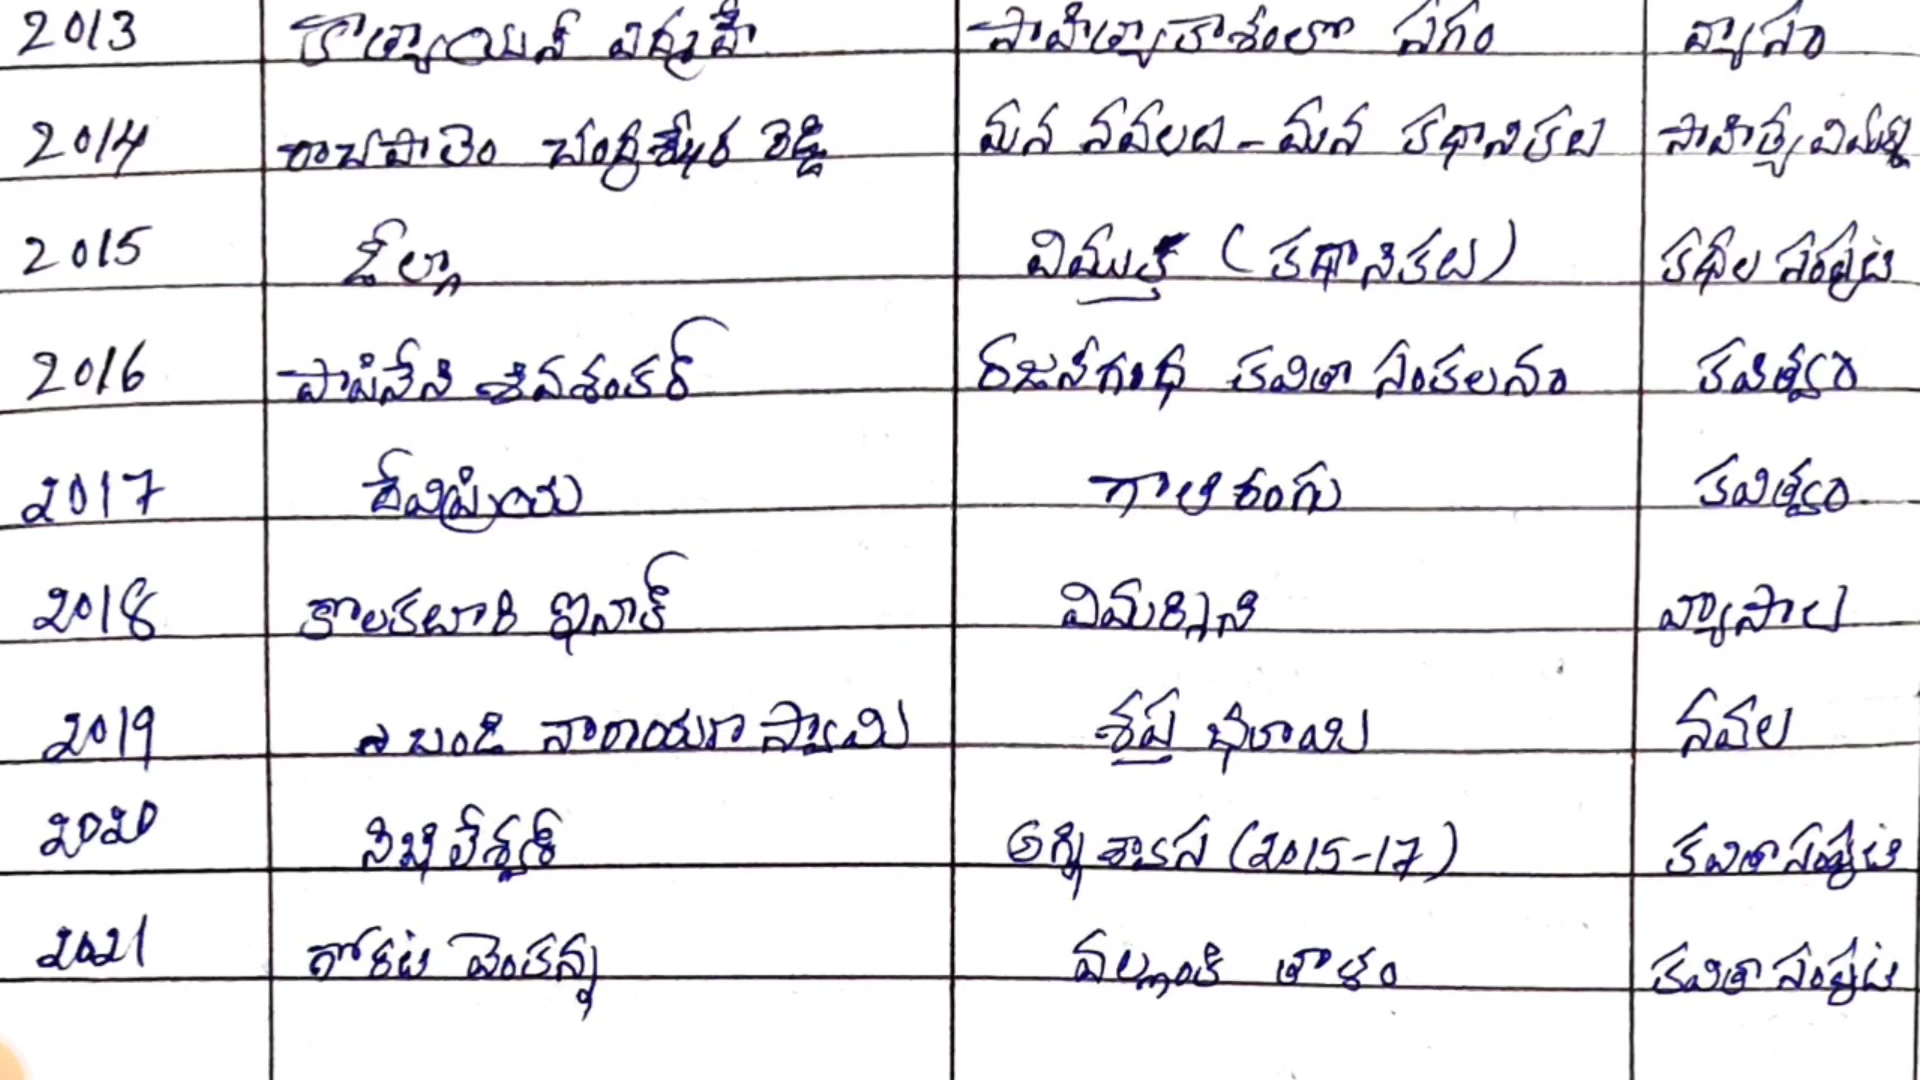 2013 కాత్యాయని విద్మహే సాహిత్యాకాశంలో సగం వ్యాసం
2014 రాచపాలెం చంద్రశేఖర రెడ్డి మన నవలలు - మన కథానికలు సాహిత్య విమర్శ
2015 ఓల్గా విముక్త (కథానికలు) కథల సంపుటి
2016 పాపినేని శివశంకర్ రజనీగంధ కవితా సంకలనం కవిత్వం
2017 దేవిప్రియ గాలి రంగు కవిత్వం
2018 కొలకలూరి ఇనాక్ విమర్శిని వ్యాసాలు
2019 బండి నారాయణ స్వామి శప్త భూమి నవల
2020 నిఖిలేశ్వర్ అగ్ని శ్వాస (2015-17) కవితా సంపుటి
2021 గోరటి వెంకన్న వల్లంకి తాళం కవితా సంపుటి